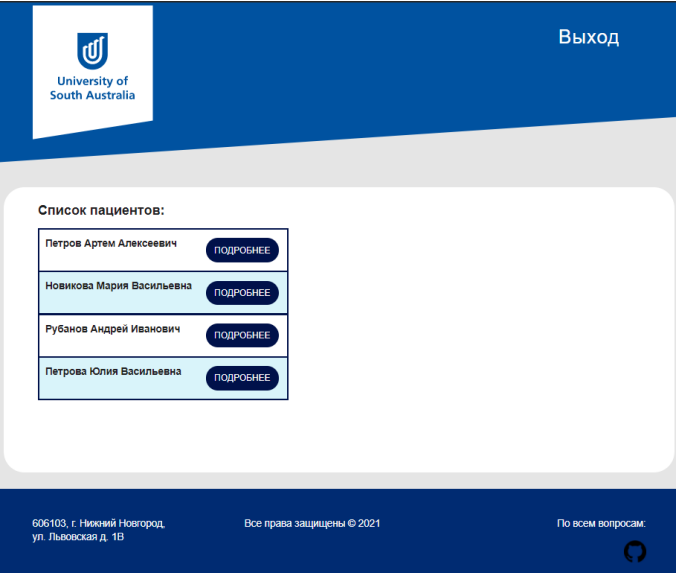 University of
South Australia
Выход
Список пациентов:
Петров Артем Алексеевич
ПОДРОБНЕЕ
Новикова Мария Васильевна
ПОДРОБНЕЕ
Рубанов Андрей Иванович
ПОДРОБНЕЕ
Петрова Юлия Васильевна
ПОДРОБНЕЕ
606103, г. Нижний Новгород,
ул. Львовская д. 1В
Все права защищены © 2021
По всем вопросам: